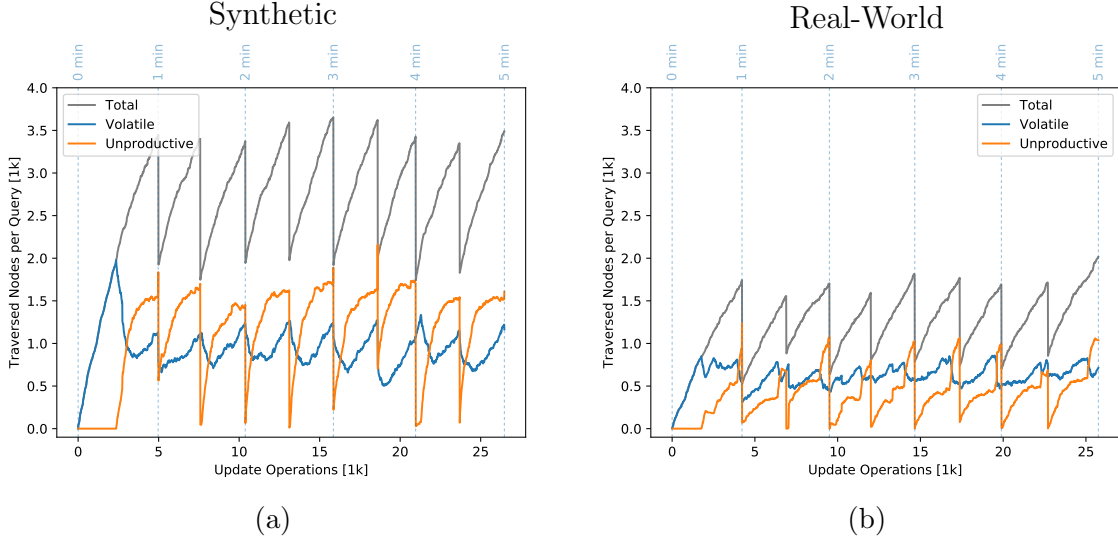 Synthetic
0 min 1 min 2 min 3 min 4 min 5 min
4.0
3.5
3.0
2.5
2.0
1.5
1.0
0.5
0.0
Traversed Nodes per Query [1k]
Total
Volatile
Unproductive
0 5 10 15 20 25
Update Operations [1k]
(a)
Real-World
0 min 1 min 2 min 3 min 4 min 5 min
4.0
3.5
3.0
2.5
2.0
1.5
1.0
0.5
0.0
Traversed Nodes per Query [1k]
Total
Volatile
Unproductive
0 5 10 15 20 25
Update Operations [1k]
(b)